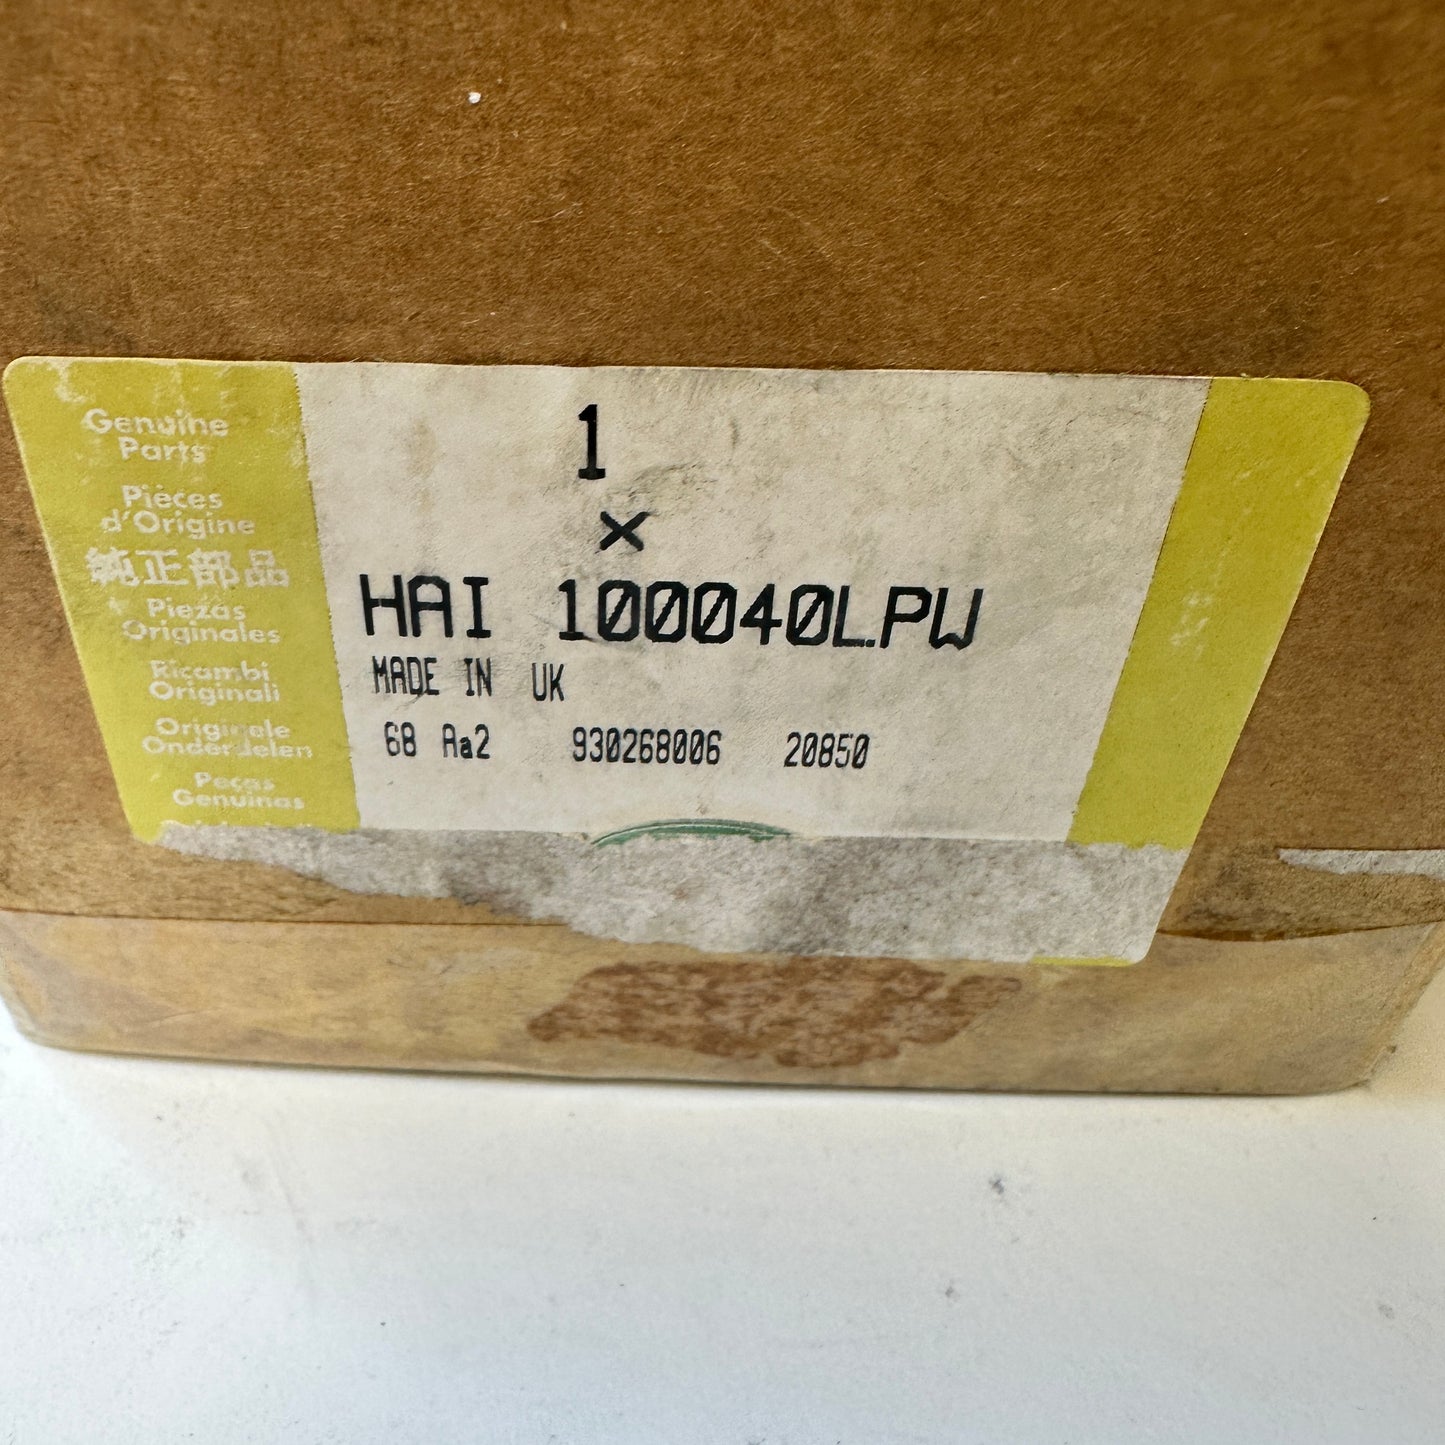 Genuine
Parts
Pièces
d'Origine
純正部品
Piezas
Originales
Ricambi
Originali
Originele
Onderdelen
Peças
Genuinas
1
×
HAI 100040LPW
MADE IN UK
68 Aa2 930268006 20850